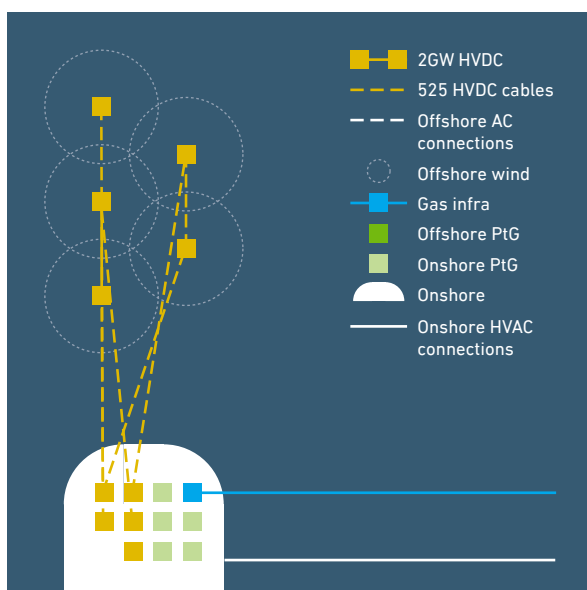 2GW HVDC
525 HVDC cables
Offshore AC
connections
Offshore wind
Gas infra
Offshore PtG
Onshore PtG
Onshore
Onshore HVAC
connections